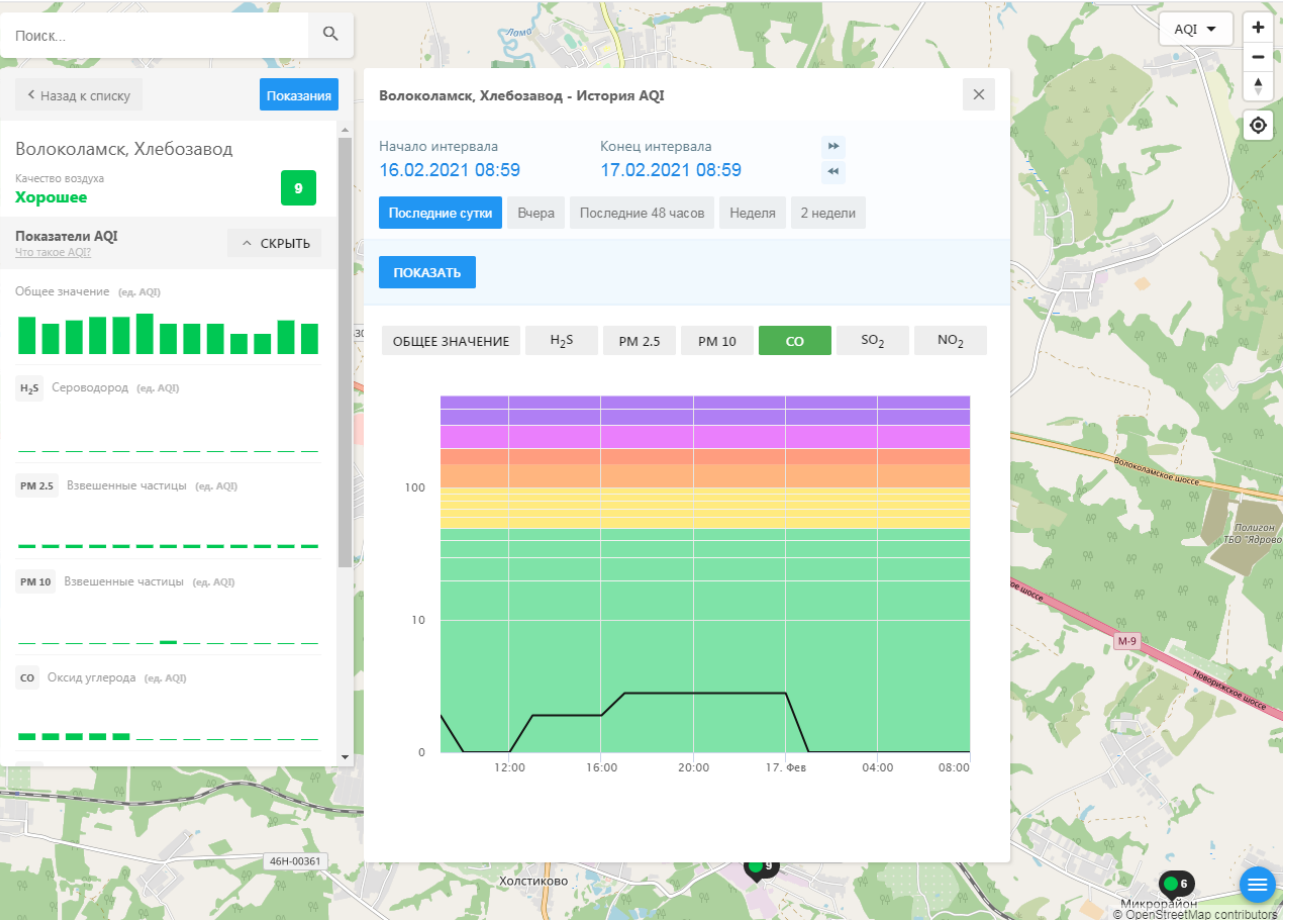 Поиск...
Назад к списку
Показания
Волоколамск, Хлебозавод
Качество воздуха
Хорошее
9
Показатели AQI
Что такое AQI?
СКРЫТЬ
Общее значение (ед. AQI)
H2S Сероводород (ед. AQI)
PM 2.5 Взвешенные частицы (ед. AQI)
PM 10 Взвешенные частицы (ед. AQI)
CO Оксид углерода (ед. AQI)
Волоколамск, Хлебозавод - История AQI
Начало интервала
16.02.2021 08:59
Конец интервала
17.02.2021 08:59
Последние сутки
Вчера
Последние 48 часов
Неделя
2 недели
ПОКАЗАТЬ
ОБЩЕЕ ЗНАЧЕНИЕ
H2S
PM 2.5
PM 10
CO
SO2
NO2
100
10
0
12:00
16:00
20:00
17. Фев
04:00
08:00
AQI
Лама
Волоколамское шоссе
Полигон
ТБО "Ядрово
М-9
Новорижское шоссе
46Н-00361
Холстиково
9
6
Микрорайон
© OpenStreetMap contributors